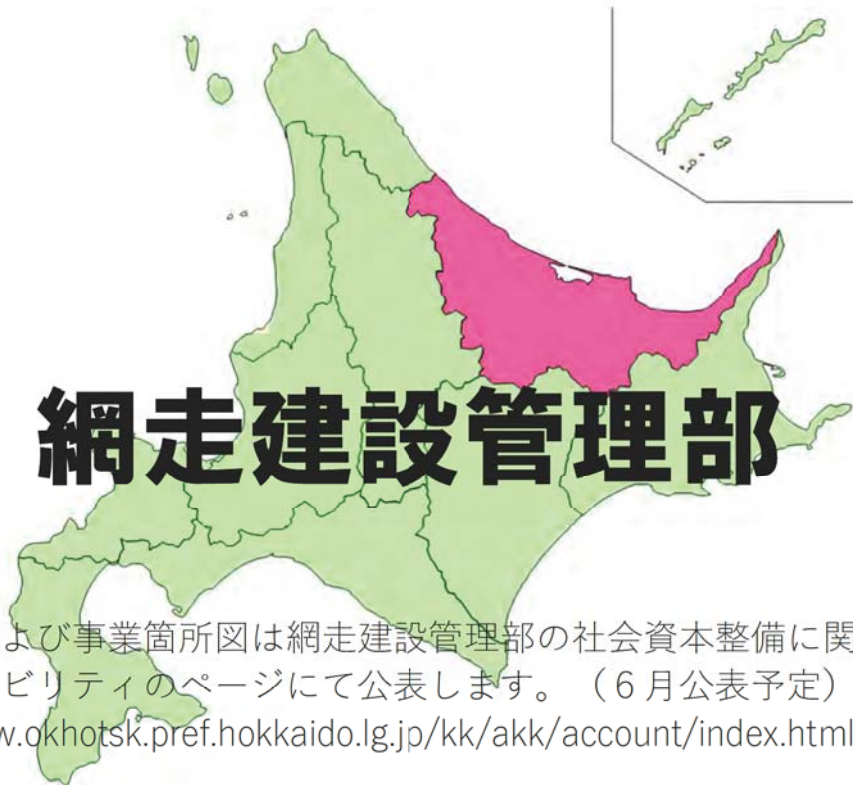 網走建設管理部
よび事業箇所図は網走建設管理部の社会資本整備に関
ビリティのページにて公表します。（６月公表予定）
w.okhotsk.pref.hokkaido.lg.jp/kk/akk/account/index.html